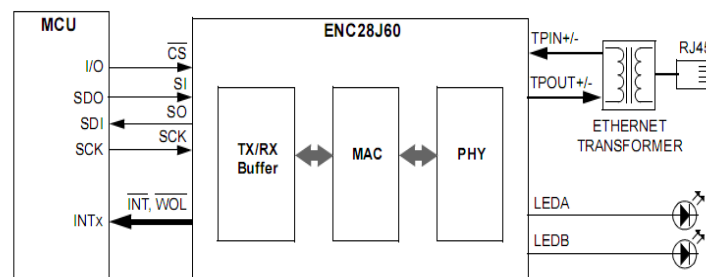 MCU
ENC28J60
I/O
CS
SDO
SI
SDI
SO
SCK
SCK
INTx
INT, WOL
TX/RX
Buffer
MAC
PHY
TPIN+/-
TPOUT+/-
RJ45
ETHERNET
TRANSFORMER
LEDA
LEDB